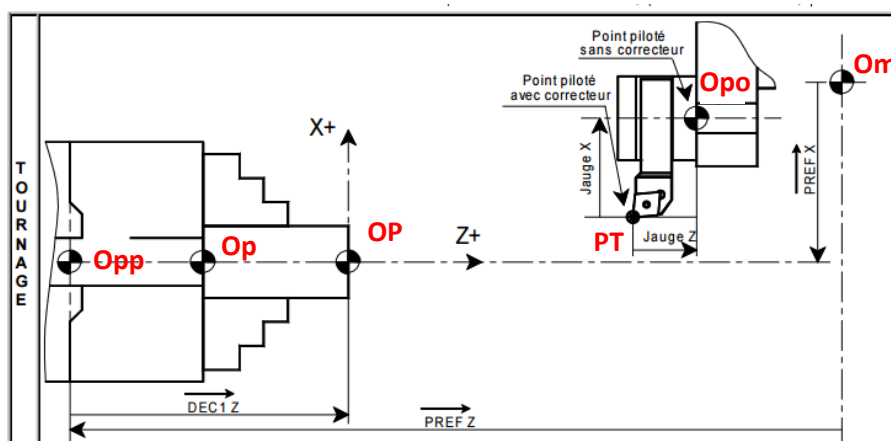 TOURNAGE
Point piloté
sans correcteur
Point piloté
avec correcteur
Opo
Om
X+
Jauge X
PREF X
PT
Jauge Z
Z+
Opp
Op
OP
DEC1 Z
PREF Z